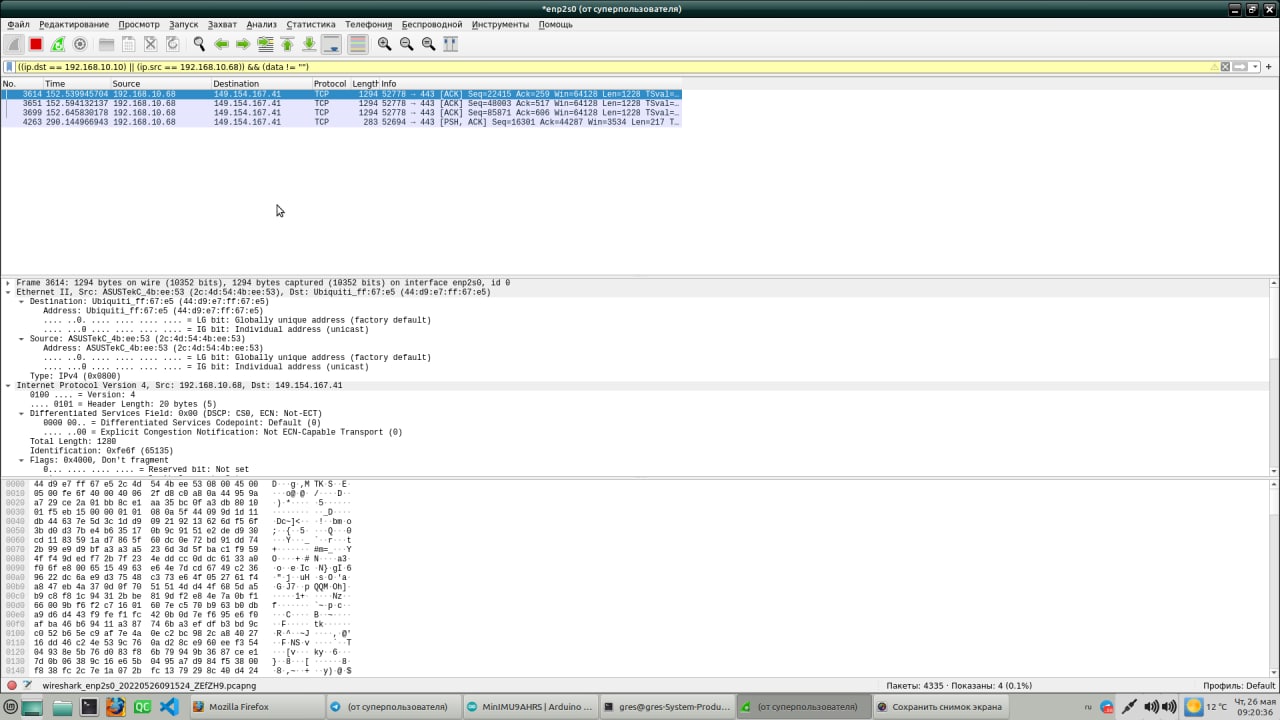 *enp2s0 (от суперпользователя)
Файл Редактирование Просмотр Запуск Захват Анализ Статистика Телефония Беспроводной Инструменты Помощь
((ip.dst == 192.168.10.10) || (ip.src == 192.168.10.68)) && (data != "")
No. Time Source Destination Protocol Length Info
3614 152.539945704 192.168.10.68 149.154.167.41 TCP 1294 52778 → 443 [ACK] Seq=22415 Ack=259 Win=64128 Len=1228 TSval=…
3651 152.594132137 192.168.10.68 149.154.167.41 TCP 1294 52778 → 443 [ACK] Seq=48003 Ack=517 Win=64128 Len=1228 TSval=…
3699 152.645830178 192.168.10.68 149.154.167.41 TCP 1294 52778 → 443 [ACK] Seq=85871 Ack=606 Win=64128 Len=1228 TSval=…
4263 290.144966943 192.168.10.68 149.154.167.41 TCP 283 52694 → 443 [PSH, ACK] Seq=16301 Ack=44287 Win=3534 Len=217 T…
Frame 3614: 1294 bytes on wire (10352 bits), 1294 bytes captured (10352 bits) on interface enp2s0, id 0
Ethernet II, Src: ASUSTekC_4b:ee:53 (2c:4d:54:4b:ee:53), Dst: Ubiquiti_ff:67:e5 (44:d9:e7:ff:67:e5)
Destination: Ubiquiti_ff:67:e5 (44:d9:e7:ff:67:e5)
Address: Ubiquiti_ff:67:e5 (44:d9:e7:ff:67:e5)
.... ..0. .... .... .... .... = LG bit: Globally unique address (factory default)
.... ...0 .... .... .... .... = IG bit: Individual address (unicast)
Source: ASUSTekC_4b:ee:53 (2c:4d:54:4b:ee:53)
Address: ASUSTekC_4b:ee:53 (2c:4d:54:4b:ee:53)
.... ..0. .... .... .... .... = LG bit: Globally unique address (factory default)
.... ...0 .... .... .... .... = IG bit: Individual address (unicast)
Type: IPv4 (0x0800)
Internet Protocol Version 4, Src: 192.168.10.68, Dst: 149.154.167.41
0100 .... = Version: 4
.... 0101 = Header Length: 20 bytes (5)
Differentiated Services Field: 0x00 (DSCP: CS0, ECN: Not-ECT)
0000 00.. = Differentiated Services Codepoint: Default (0)
.... ..00 = Explicit Congestion Notification: Not ECN-Capable Transport (0)
Total Length: 1280
Identification: 0xfe6f (65135)
Flags: 0x4000, Don't fragment
0... .... .... .... = Reserved bit: Not set
0000 44 d9 e7 ff 67 e5 2c 4d 54 4b ee 53 08 00 45 00
0010 05 00 fe 6f 40 00 40 06 2f d8 c0 a8 0a 44 95 9a
0020 a7 29 ce 2a 01 bb 8c e1 aa 35 bc 0f a3 db 80 10
0030 01 f5 eb 15 00 00 01 01 08 0a 5f 44 09 9d 1d 11
0040 db 44 63 7e 5d 3c 1d d9 09 21 92 13 62 6d f5 6f
0050 3b d0 d3 7b e4 b6 35 17 0b 9c 91 51 e2 de d9 30
0060 cd 11 83 59 1a d7 86 5f 60 dc 0e 72 bd 91 dd 74
0070 2b 99 e9 d9 bf a3 a3 a5 23 6d 3d 5f ba c1 f9 59
0080 4f f4 9d ed f7 2b 7f 23 4e dd cc 0d dc 61 33 a0
0090 f0 6f e8 00 65 15 49 63 e6 4e 7d cd 67 49 c2 36
00a0 96 22 dc 6a e9 d3 75 48 c3 73 e6 4f 05 27 61 f4
00b0 a8 47 eb 4a 37 0d 0f 70 51 51 4d d4 4f 68 5d a5
00c0 b9 c8 f8 1c 94 31 2b be 81 9d f2 e8 4e 7a 0b f1
00d0 66 00 9b f6 f2 c7 16 01 60 7e c5 70 b9 63 b0 db
00e0 a9 d6 d4 43 f9 fe f1 fc 42 0b 0d 7e f6 95 e6 f0
00f0 af ba 46 b6 94 11 a3 87 74 6b a3 ef df b3 bd 9c
0100 c0 52 b6 5e c9 af 7e 4a 0e c2 bc 98 2c a8 40 27
0110 16 dd 46 c2 4e 53 9c 76 0a d2 8c e9 60 ee f3 54
0120 04 93 8e 5b 76 d0 83 f8 6b 79 94 9b 36 87 ce e1
0130 7d 0b 06 38 9c 16 e6 5b 04 95 a7 d9 84 f5 38 00
0140 f8 38 fc 2c 7e 1a 07 2b fc 13 79 29 8c 40 d4 24
wireshark_enp2s0_20220526091524_ZEfZH9.pcapng Пакеты: 4335 · Показаны: 4 (0.1%) Профиль: Default
Mozilla Firefox (от суперпользователя) MinIMU9AHRS | Arduino … gres@gres-System-Produ… (от суперпользователя) Сохранить снимок экрана ru 12 °C Чт, 26 мая
09:20:36